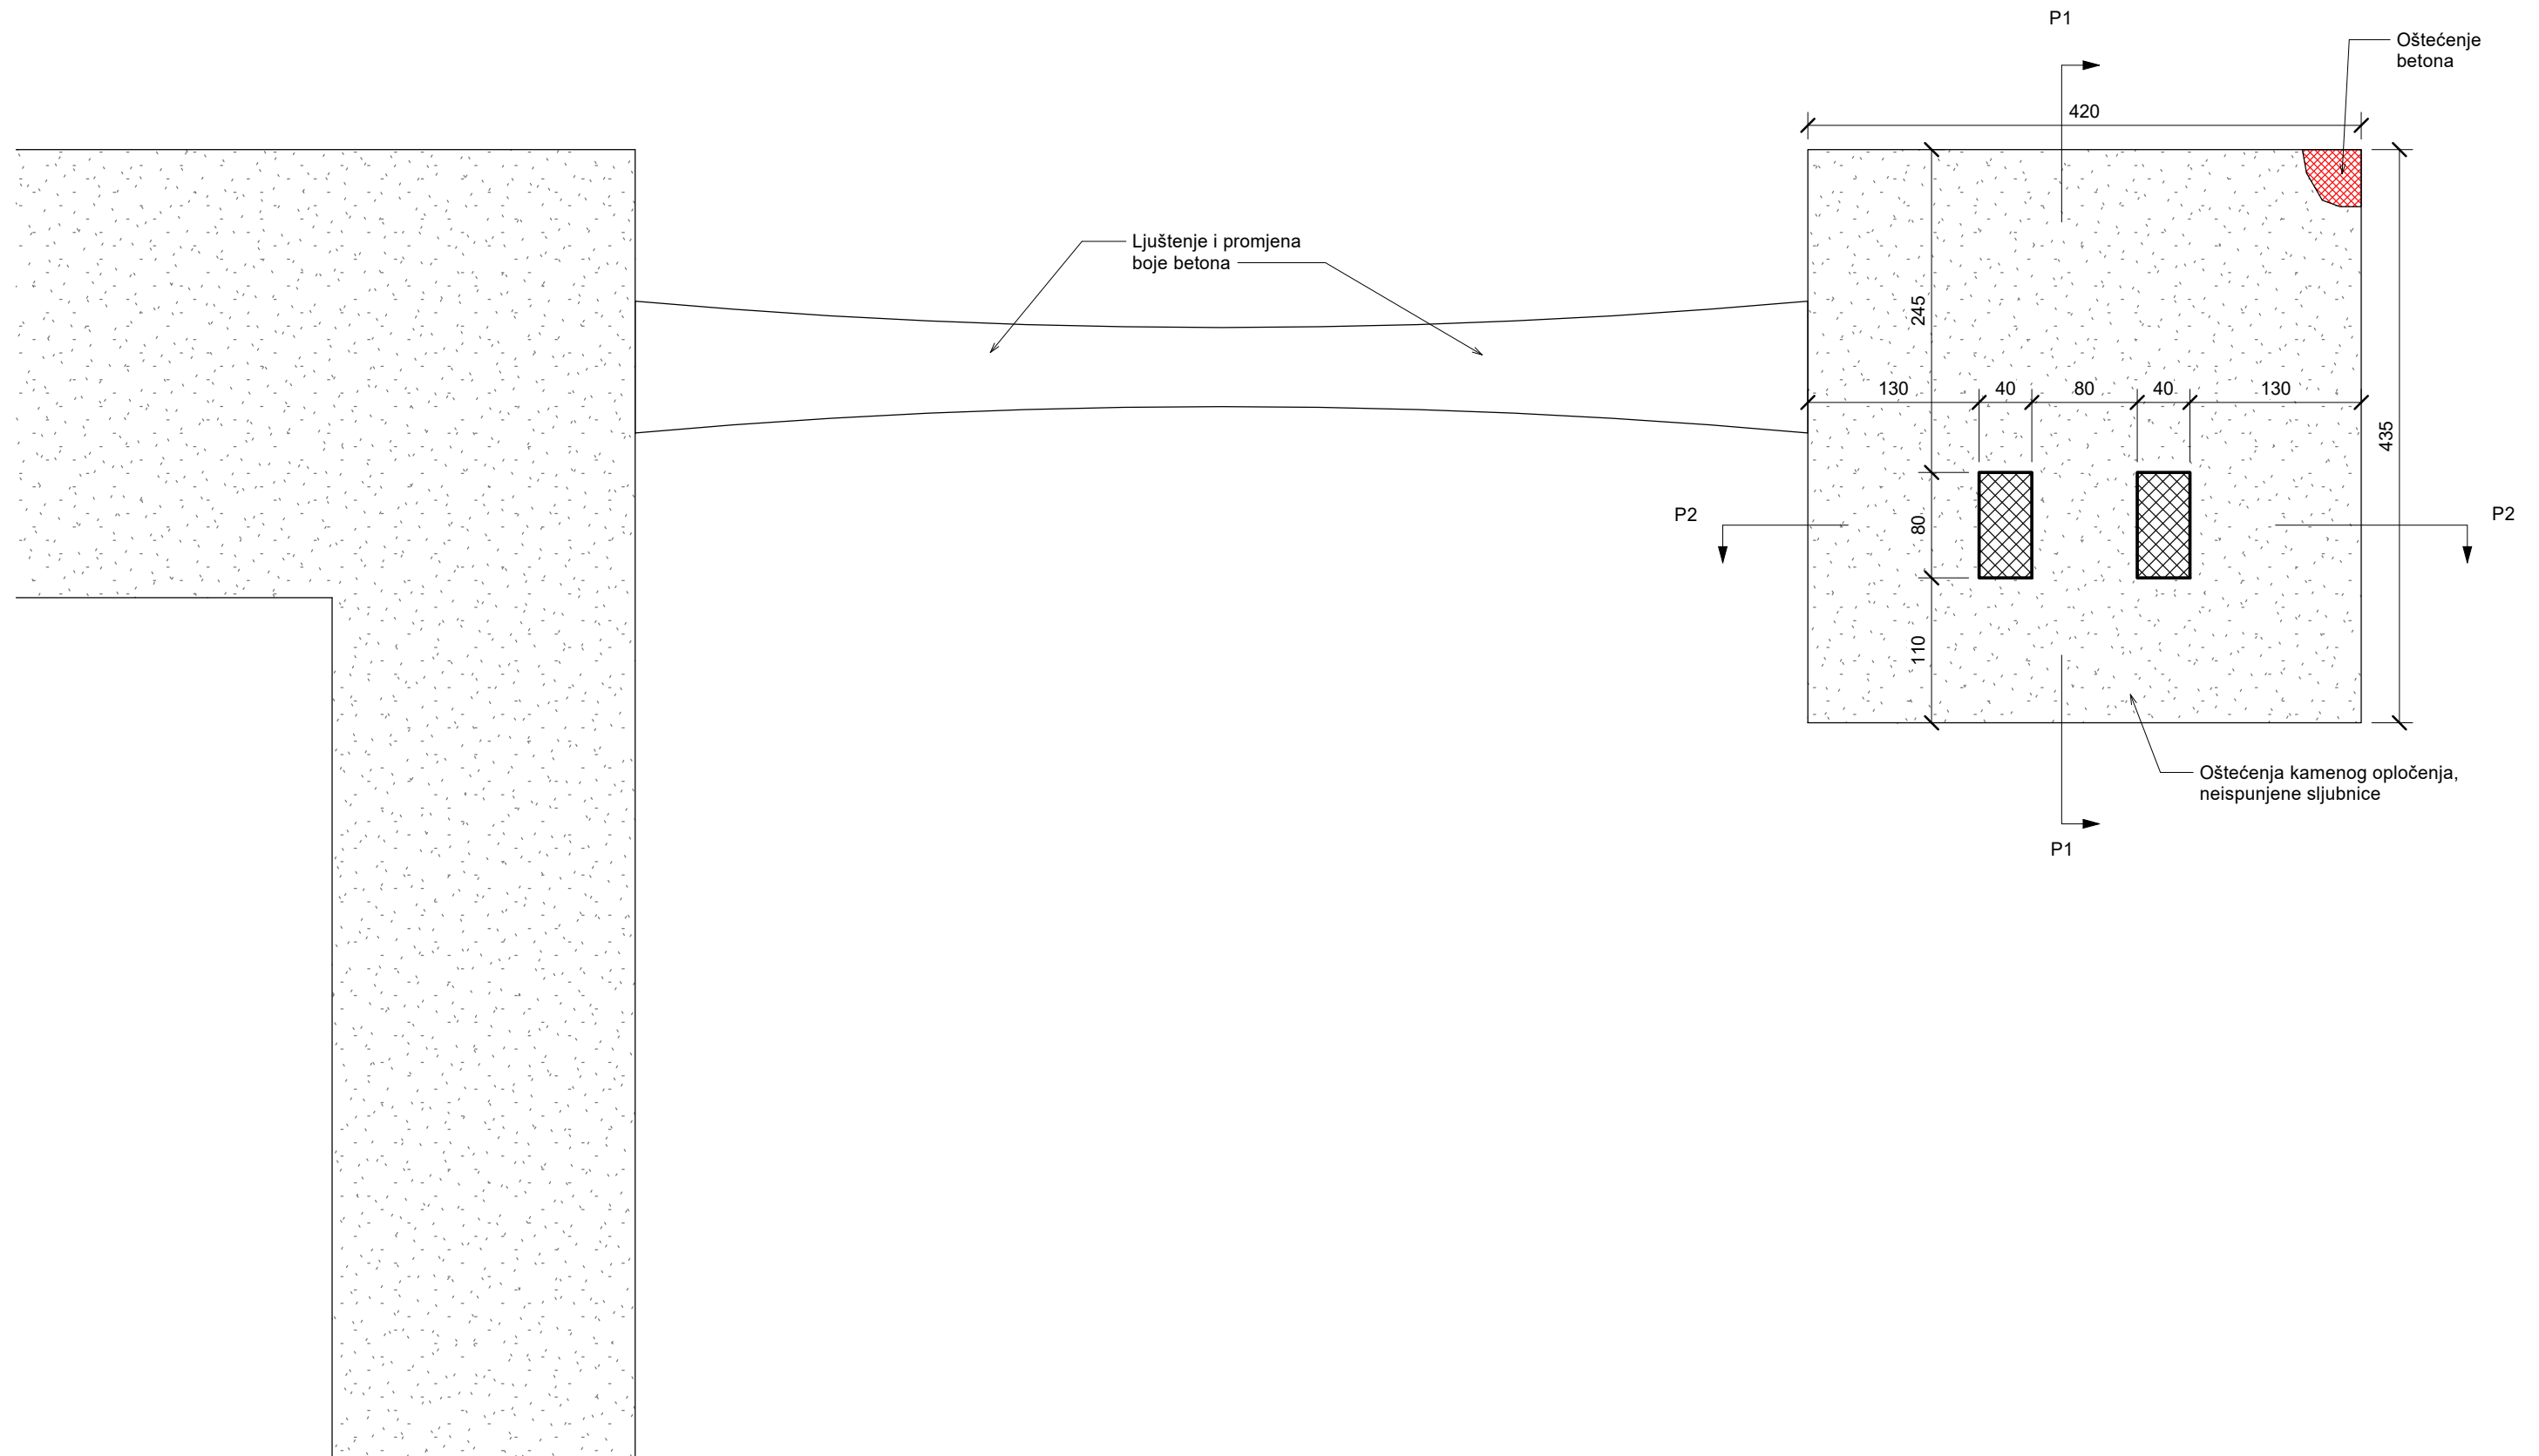 P1
Oštećenje
betona
420
Ljuštenje i promjena
boje betona
245
130
40
80
40
130
435
P2
80
P2
110
Oštećenja kamenog opločenja,
neispunjene sljubnice
P1